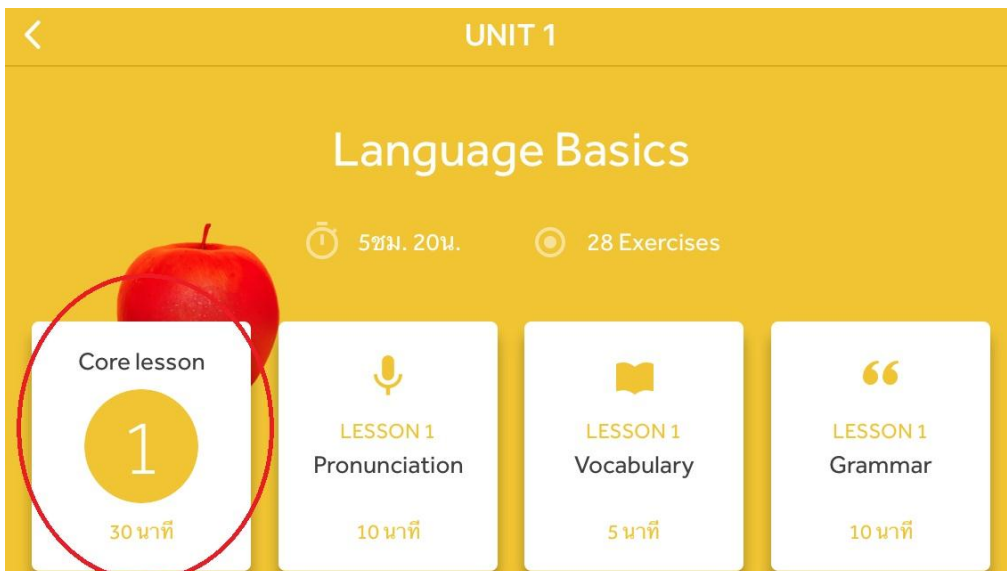 UNIT 1
Language Basics
5ชม. 20น. 28 Exercises
Core lesson
1
30 นาที
LESSON 1
Pronunciation
10 นาที
LESSON 1
Vocabulary
5 นาที
LESSON 1
Grammar
10 นาที